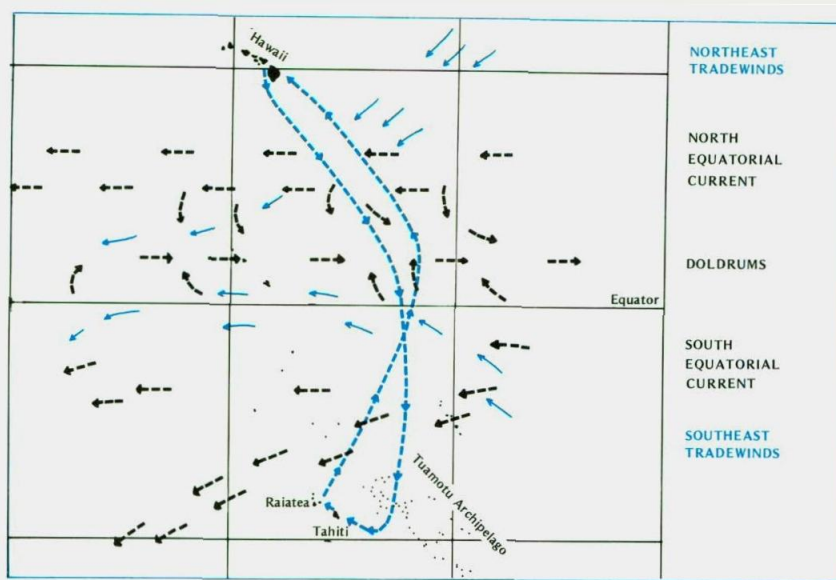 Hawaii
NORTHEAST
TRADEWINDS
NORTH
EQUATORIAL
CURRENT
DOLDRUMS
Equator
SOUTH
EQUATORIAL
CURRENT
SOUTHEAST
TRADEWINDS
Tuamotu Archipelago
Raiatea
Tahiti